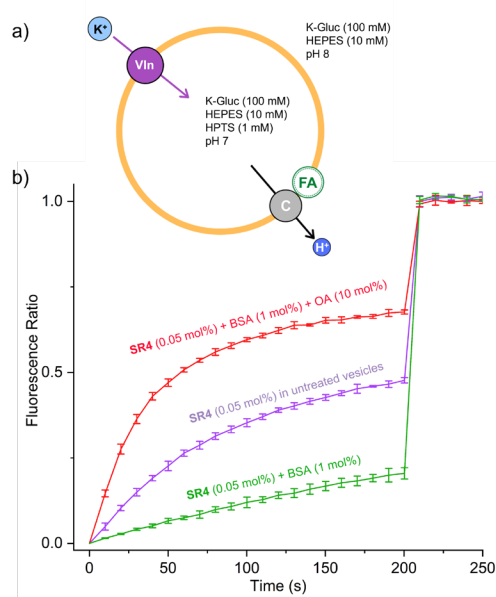 a)
K⁺
Vln
K-Gluc (100 mM)
HEPES (10 mM)
pH 8
K-Gluc (100 mM)
HEPES (10 mM)
HPTS (1 mM)
pH 7
FA
C
H⁺
b)
1.0
0.5
0.0
Fluorescence Ratio
SR4 (0.05 mol%) + BSA (1 mol%) + OA (10 mol%)
SR4 (0.05 mol%) in untreated vesicles
SR4 (0.05 mol%) + BSA (1 mol%)
0 50 100 150 200 250
Time (s)